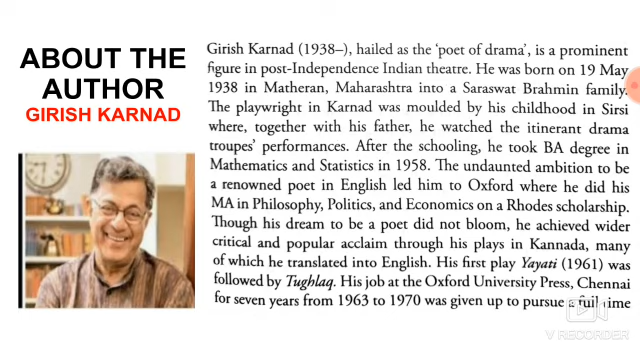 ABOUT THE
AUTHOR
GIRISH KARNAD
Girish Karnad (1938–), hailed as the 'poet of drama', is a prominent
figure in post-Independence Indian theatre. He was born on 19 May
1938 in Matheran, Maharashtra into a Saraswat Brahmin family.
The playwright in Karnad was moulded by his childhood in Sirsi
where, together with his father, he watched the itinerant drama
troupes' performances. After the schooling, he took BA degree in
Mathematics and Statistics in 1958. The undaunted ambition to be
a renowned poet in English led him to Oxford where he did his
MA in Philosophy, Politics, and Economics on a Rhodes scholarship.
Though his dream to be a poet did not bloom, he achieved wider
critical and popular acclaim through his plays in Kannada, many
of which he translated into English. His first play Yayati (1961) was
followed by Tughlaq. His job at the Oxford University Press, Chennai
for seven years from 1963 to 1970 was given up to pursue a full time
V RECORDER